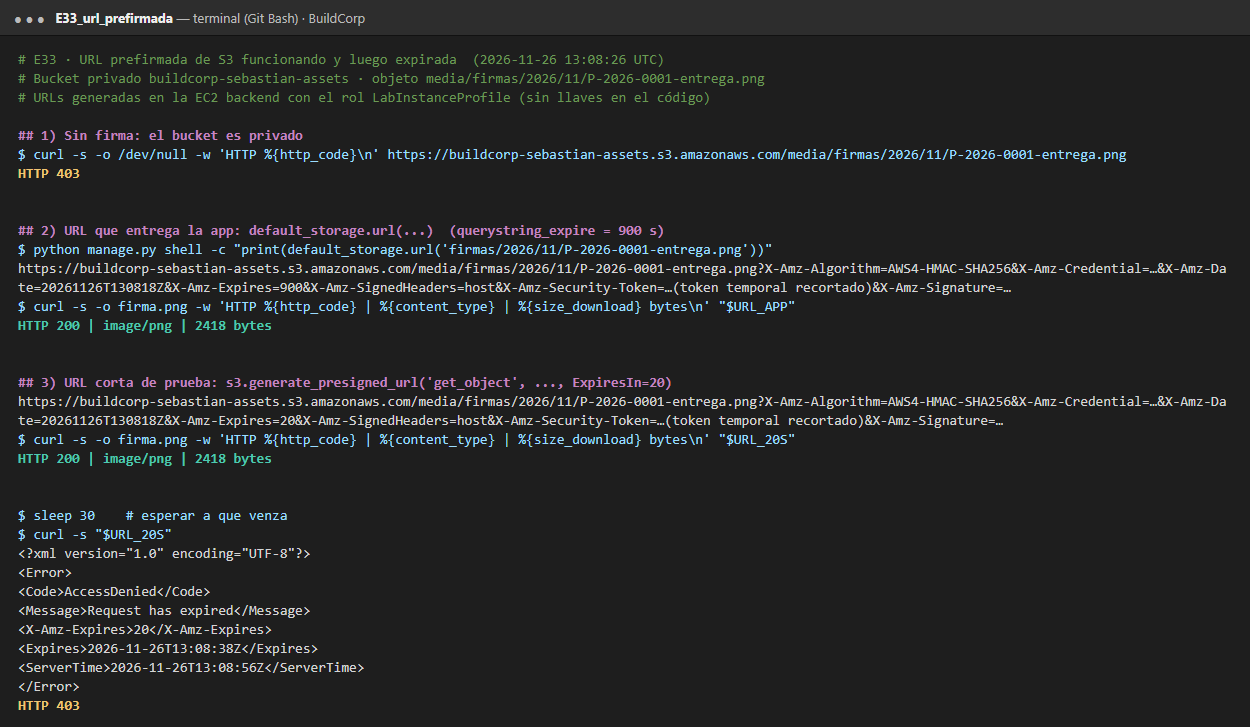 E33_url_prefirmada — terminal (Git Bash) · BuildCorp
# E33 · URL prefirmada de S3 funcionando y luego expirada  (2026-11-26 13:08:26 UTC)
# Bucket privado buildcorp-sebastian-assets · objeto media/firmas/2026/11/P-2026-0001-entrega.png
# URLs generadas en la EC2 backend con el rol LabInstanceProfile (sin llaves en el código)
## 1) Sin firma: el bucket es privado
$ curl -s -o /dev/null -w 'HTTP %{http_code}\n' https://buildcorp-sebastian-assets.s3.amazonaws.com/media/firmas/2026/11/P-2026-0001-entrega.png
HTTP 403
## 2) URL que entrega la app: default_storage.url(...)  (querystring_expire = 900 s)
$ python manage.py shell -c "print(default_storage.url('firmas/2026/11/P-2026-0001-entrega.png'))"
https://buildcorp-sebastian-assets.s3.amazonaws.com/media/firmas/2026/11/P-2026-0001-entrega.png?X-Amz-Algorithm=AWS4-HMAC-SHA256&X-Amz-Credential=…&X-Amz-Da
te=20261126T130818Z&X-Amz-Expires=900&X-Amz-SignedHeaders=host&X-Amz-Security-Token=…(token temporal recortado)&X-Amz-Signature=…
$ curl -s -o firma.png -w 'HTTP %{http_code} | %{content_type} | %{size_download} bytes\n' "$URL_APP"
HTTP 200 | image/png | 2418 bytes
## 3) URL corta de prueba: s3.generate_presigned_url('get_object', ..., ExpiresIn=20)
https://buildcorp-sebastian-assets.s3.amazonaws.com/media/firmas/2026/11/P-2026-0001-entrega.png?X-Amz-Algorithm=AWS4-HMAC-SHA256&X-Amz-Credential=…&X-Amz-Da
te=20261126T130818Z&X-Amz-Expires=20&X-Amz-SignedHeaders=host&X-Amz-Security-Token=…(token temporal recortado)&X-Amz-Signature=…
$ curl -s -o firma.png -w 'HTTP %{http_code} | %{content_type} | %{size_download} bytes\n' "$URL_20S"
HTTP 200 | image/png | 2418 bytes
$ sleep 30    # esperar a que venza
$ curl -s "$URL_20S"
<?xml version="1.0" encoding="UTF-8"?>
<Error>
<Code>AccessDenied</Code>
<Message>Request has expired</Message>
<X-Amz-Expires>20</X-Amz-Expires>
<Expires>2026-11-26T13:08:38Z</Expires>
<ServerTime>2026-11-26T13:08:56Z</ServerTime>
</Error>
HTTP 403